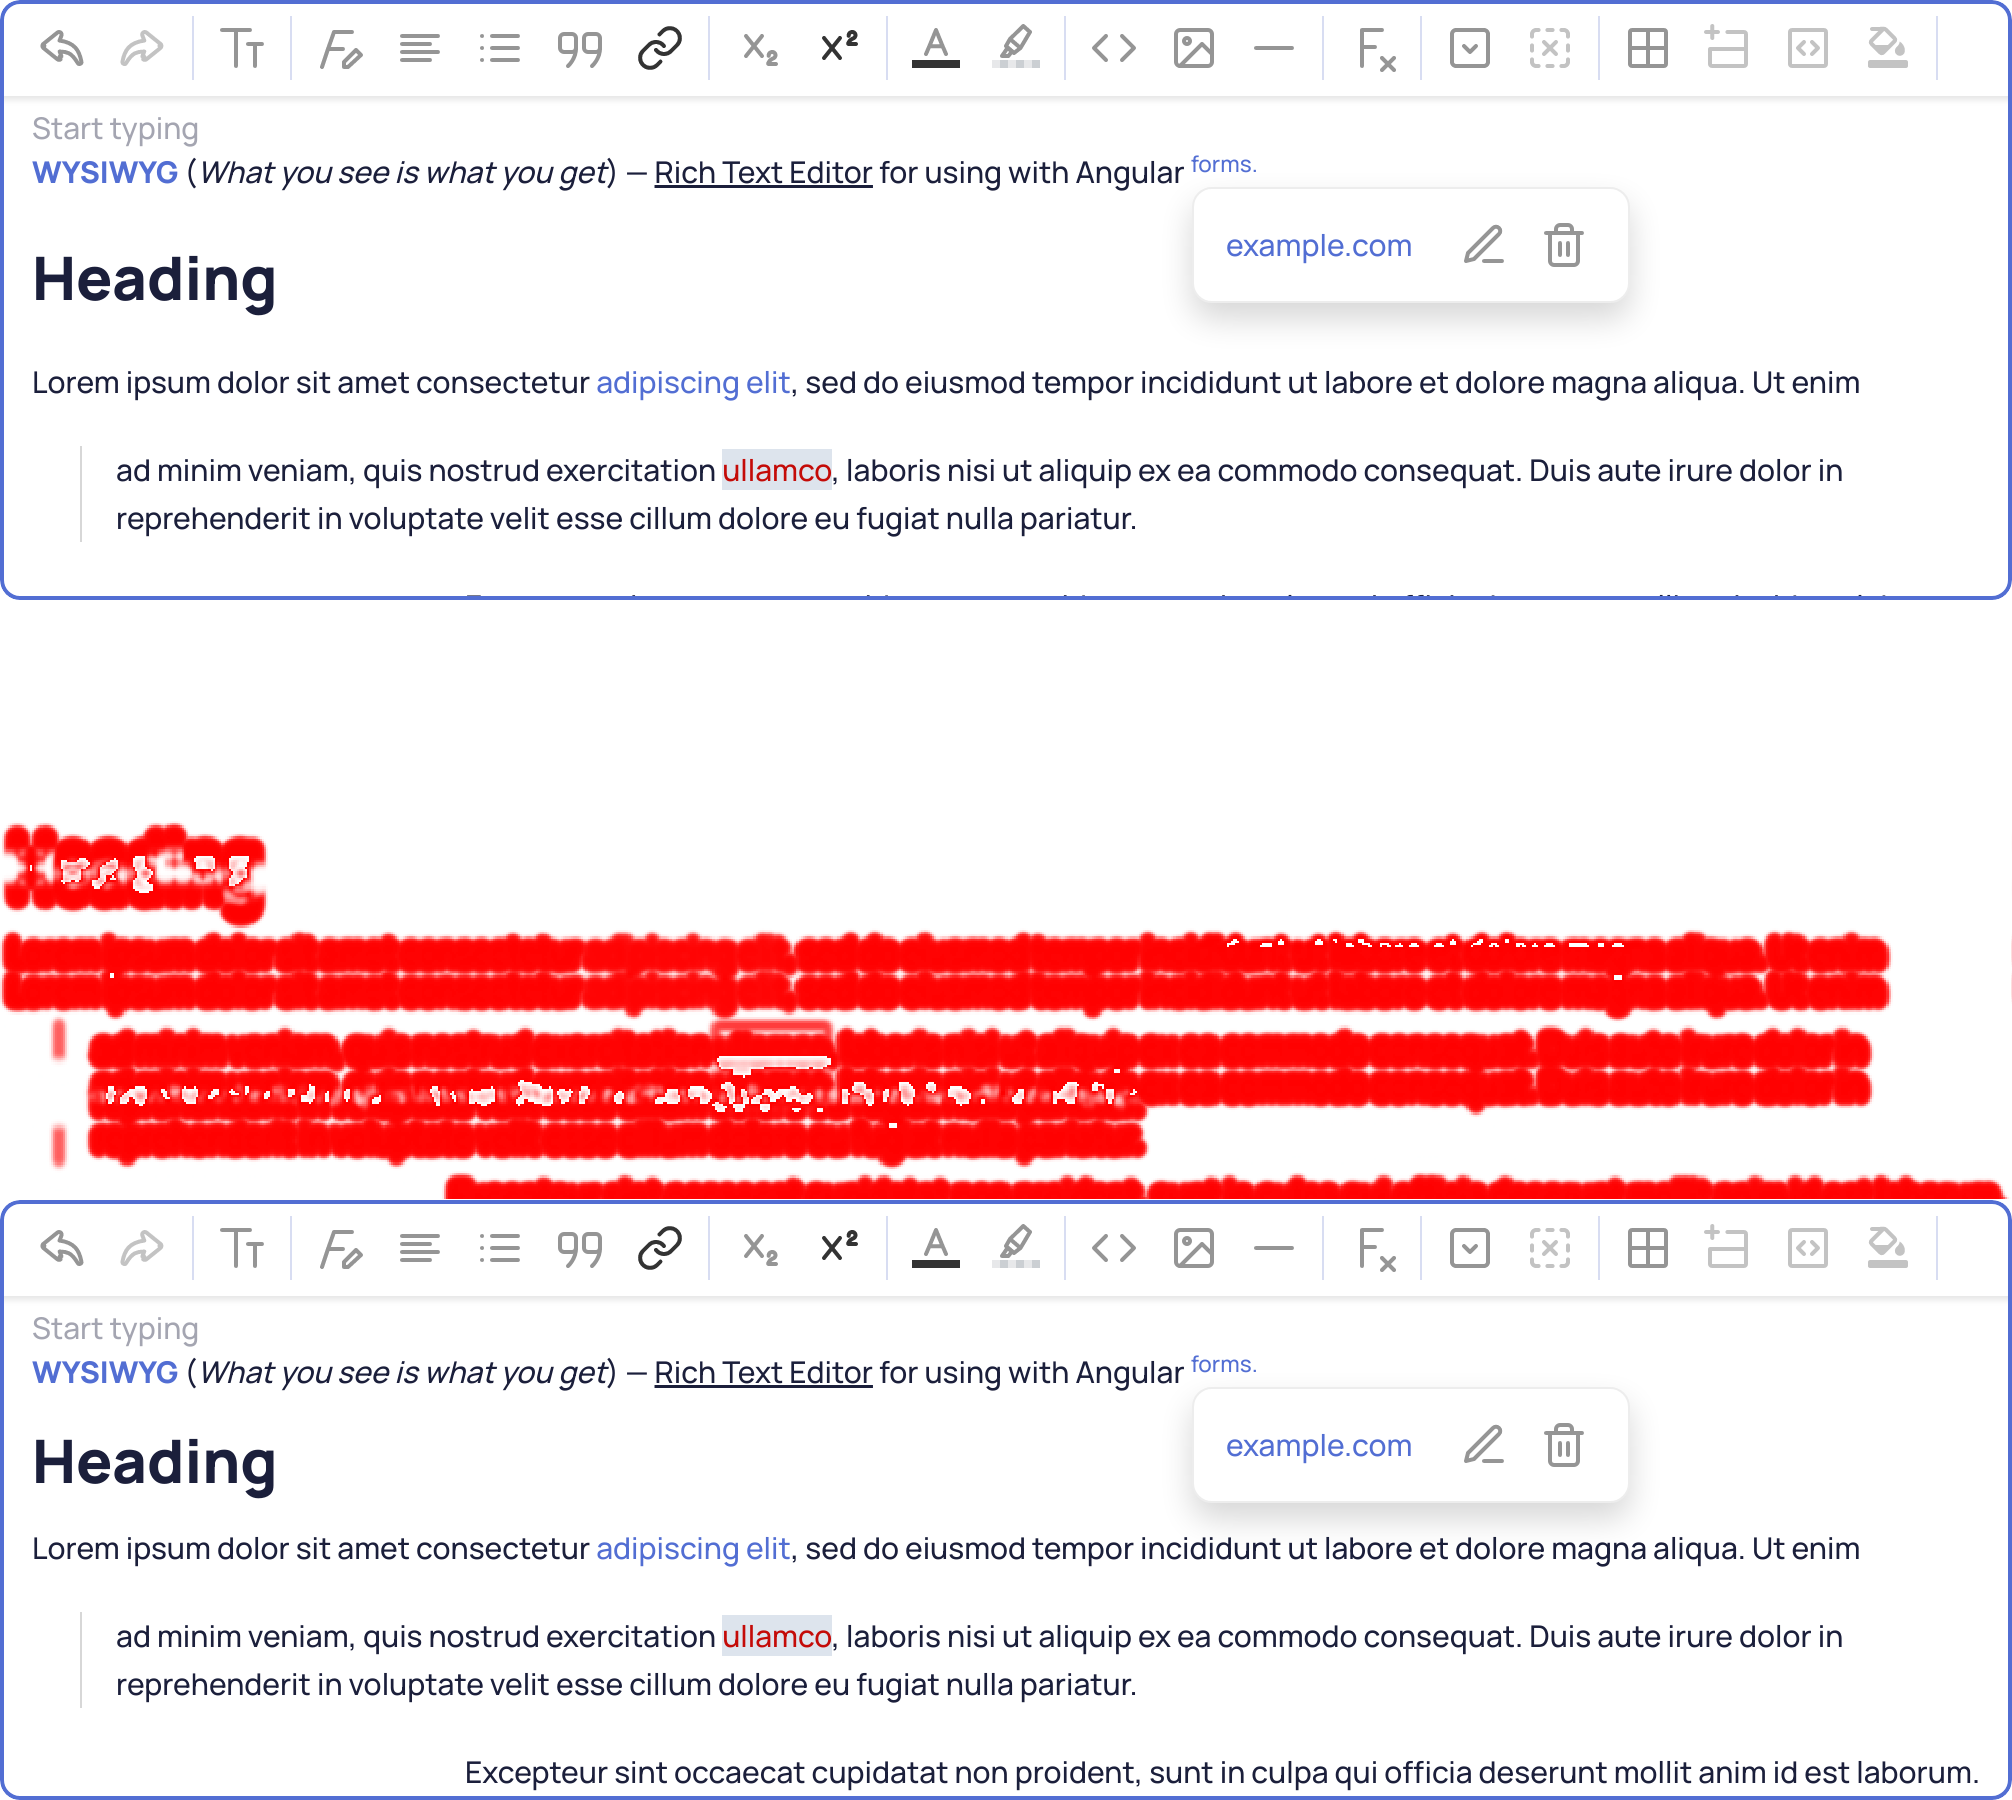 Start typing
WYSIWYG (What you see is what you get) — Rich Text Editor for using with Angular forms.
example.com
Heading
Lorem ipsum dolor sit amet consectetur adipiscing elit, sed do eiusmod tempor incididunt ut labore et dolore magna aliqua. Ut enim
ad minim veniam, quis nostrud exercitation ullamco, laboris nisi ut aliquip ex ea commodo consequat. Duis aute irure dolor in
reprehenderit in voluptate velit esse cillum dolore eu fugiat nulla pariatur.
Start typing
WYSIWYG (What you see is what you get) — Rich Text Editor for using with Angular forms.
example.com
Heading
Lorem ipsum dolor sit amet consectetur adipiscing elit, sed do eiusmod tempor incididunt ut labore et dolore magna aliqua. Ut enim
ad minim veniam, quis nostrud exercitation ullamco, laboris nisi ut aliquip ex ea commodo consequat. Duis aute irure dolor in
reprehenderit in voluptate velit esse cillum dolore eu fugiat nulla pariatur.
Excepteur sint occaecat cupidatat non proident, sunt in culpa qui officia deserunt mollit anim id est laborum.